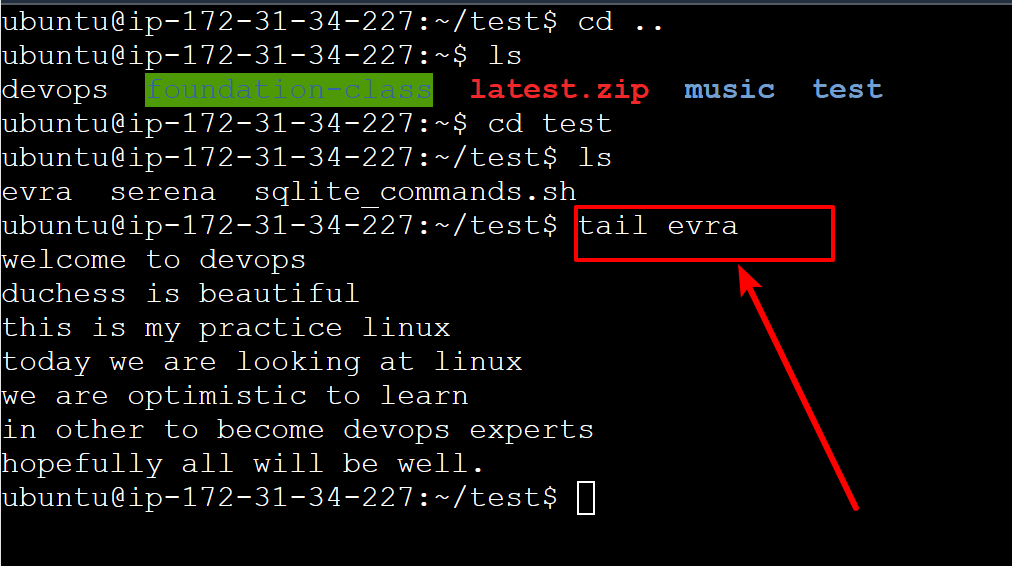 ubuntu@ip-172-31-34-227:~/test$ cd ..
ubuntu@ip-172-31-34-227:~$ ls
devops  foundation-class  latest.zip  music  test
ubuntu@ip-172-31-34-227:~$ cd test
ubuntu@ip-172-31-34-227:~/test$ ls
evra  serena  sqlite_commands.sh
ubuntu@ip-172-31-34-227:~/test$ tail evra
welcome to devops
duchess is beautiful
this is my practice linux
today we are looking at linux
we are optimistic to learn
in other to become devops experts
hopefully all will be well.
ubuntu@ip-172-31-34-227:~/test$